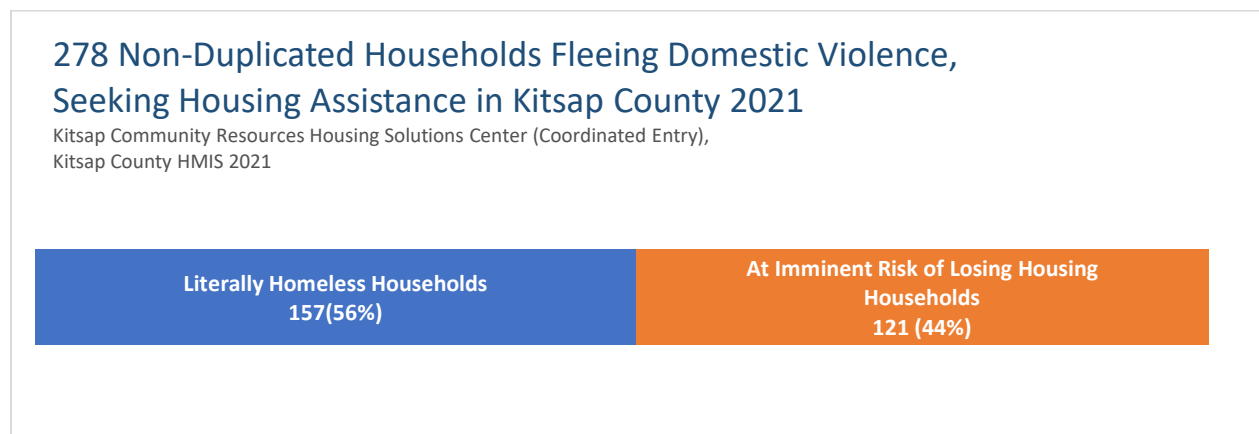 278 Non-Duplicated Households Fleeing Domestic Violence,
Seeking Housing Assistance in Kitsap County 2021
Kitsap Community Resources Housing Solutions Center (Coordinated Entry),
Kitsap County HMIS 2021
Literally Homeless Households
157(56%)
At Imminent Risk of Losing Housing
Households
121 (44%)